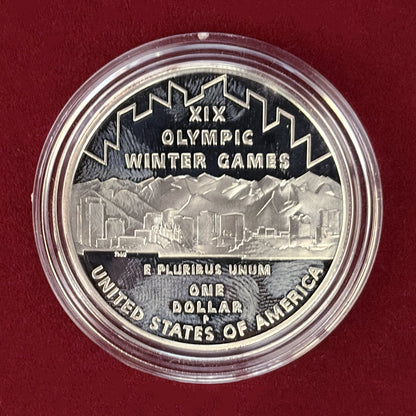 XIX
OLYMPIC
WINTER GAMES
E PLURIBUS UNUM
ONE
DOLLAR
P
UNITED STATES OF AMERICA